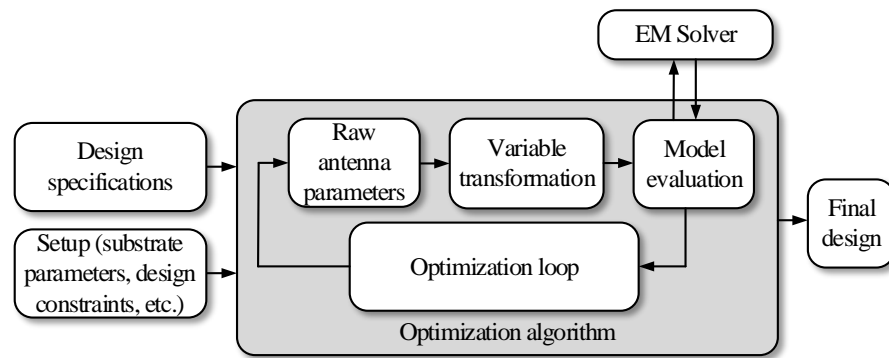 EM Solver
Design
specifications
Raw
antenna
parameters
Variable
transformation
Model
evaluation
Final
design
Setup (substrate
parameters, design
constraints, etc.)
Optimization loop
Optimization algorithm